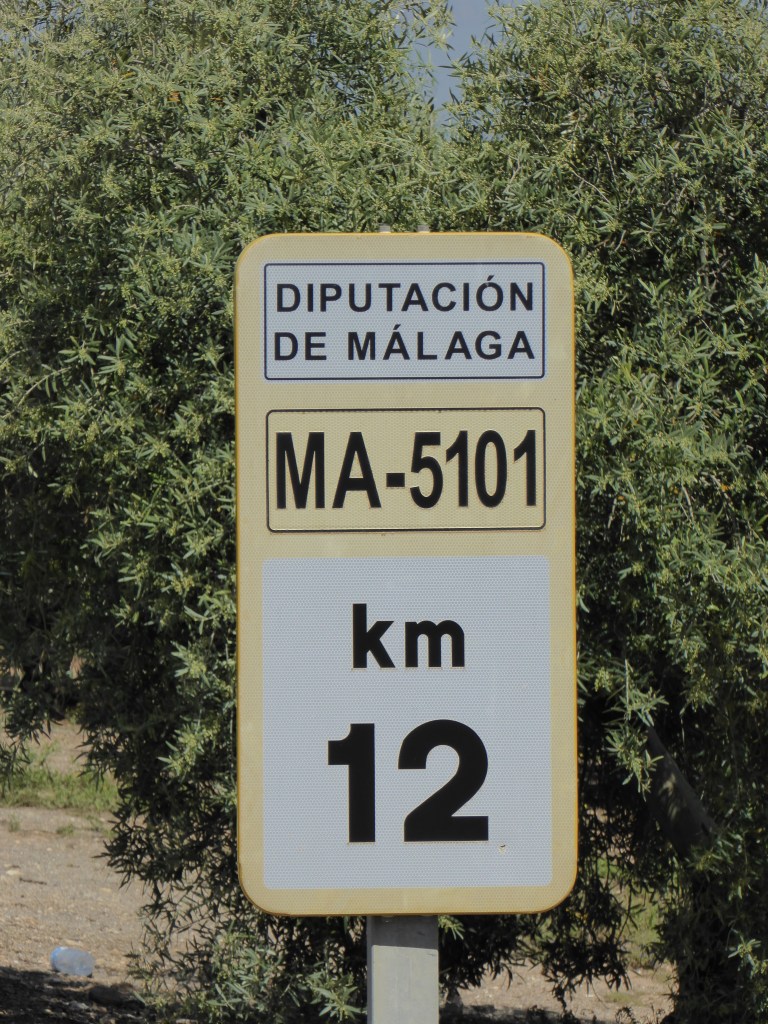 DIPUTACIÓN
DE MÁLAGA
MA-5101
km
12